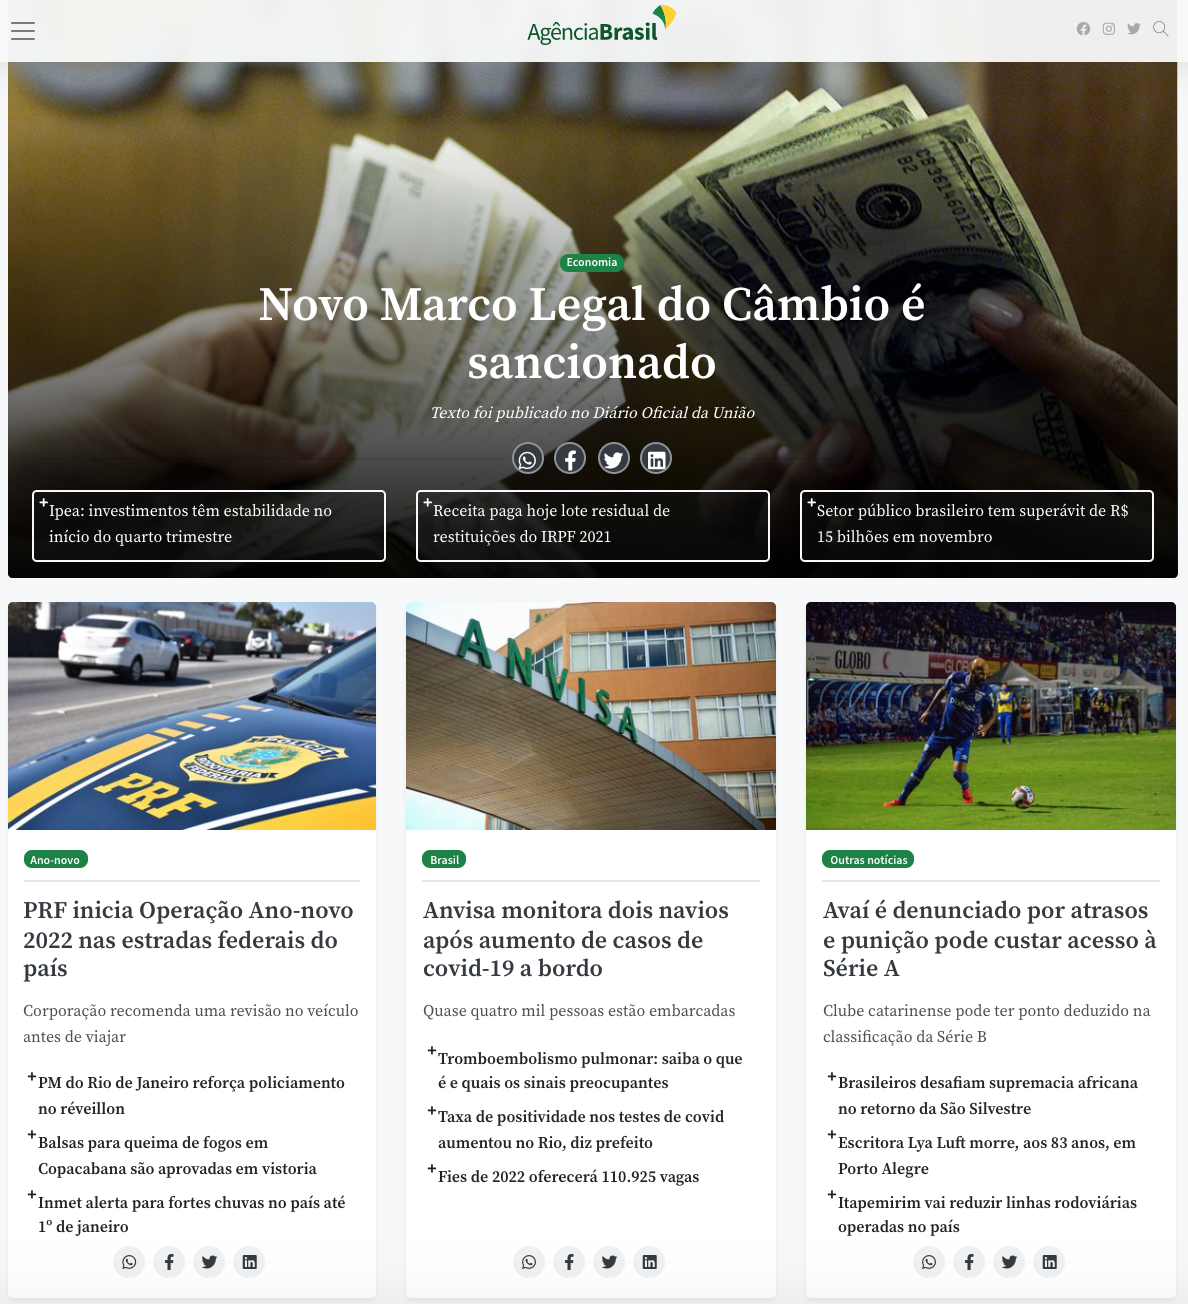 AgênciaBrasil
CB36146012E
B2
Economia
Novo Marco Legal do Câmbio é
sancionado
Texto foi publicado no Diário Oficial da União
Ipea: investimentos têm estabilidade no
início do quarto trimestre
Receita paga hoje lote residual de
restituições do IRPF 2021
Setor público brasileiro tem superávit de R$
15 bilhões em novembro
POLÍCIA
RODOVIÁRIA
FEDERAL
PRF
ANVISA
GLOBO
GLOBO
Ano-novo
PRF inicia Operação Ano-novo
2022 nas estradas federais do
país
Corporação recomenda uma revisão no veículo
antes de viajar
PM do Rio de Janeiro reforça policiamento
no réveillon
Balsas para queima de fogos em
Copacabana são aprovadas em vistoria
Inmet alerta para fortes chuvas no país até
1º de janeiro
Brasil
Anvisa monitora dois navios
após aumento de casos de
covid-19 a bordo
Quase quatro mil pessoas estão embarcadas
Tromboembolismo pulmonar: saiba o que
é e quais os sinais preocupantes
Taxa de positividade nos testes de covid
aumentou no Rio, diz prefeito
Fies de 2022 oferecerá 110.925 vagas
Outras notícias
Avaí é denunciado por atrasos
e punição pode custar acesso à
Série A
Clube catarinense pode ter ponto deduzido na
classificação da Série B
Brasileiros desafiam supremacia africana
no retorno da São Silvestre
Escritora Lya Luft morre, aos 83 anos, em
Porto Alegre
Itapemirim vai reduzir linhas rodoviárias
operadas no país